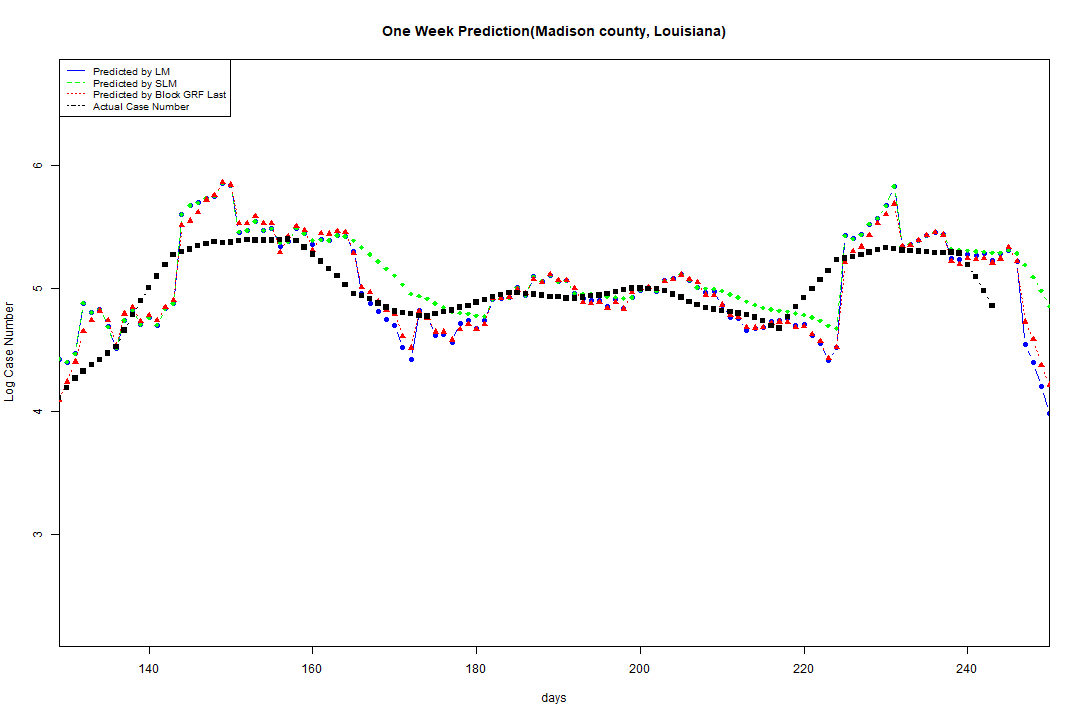 One Week Prediction(Madison county, Louisiana)
Predicted by LM
Predicted by SLM
Predicted by Block GRF Last
Actual Case Number
6
5
4
3
Log Case Number
140 160 180 200 220 240
days